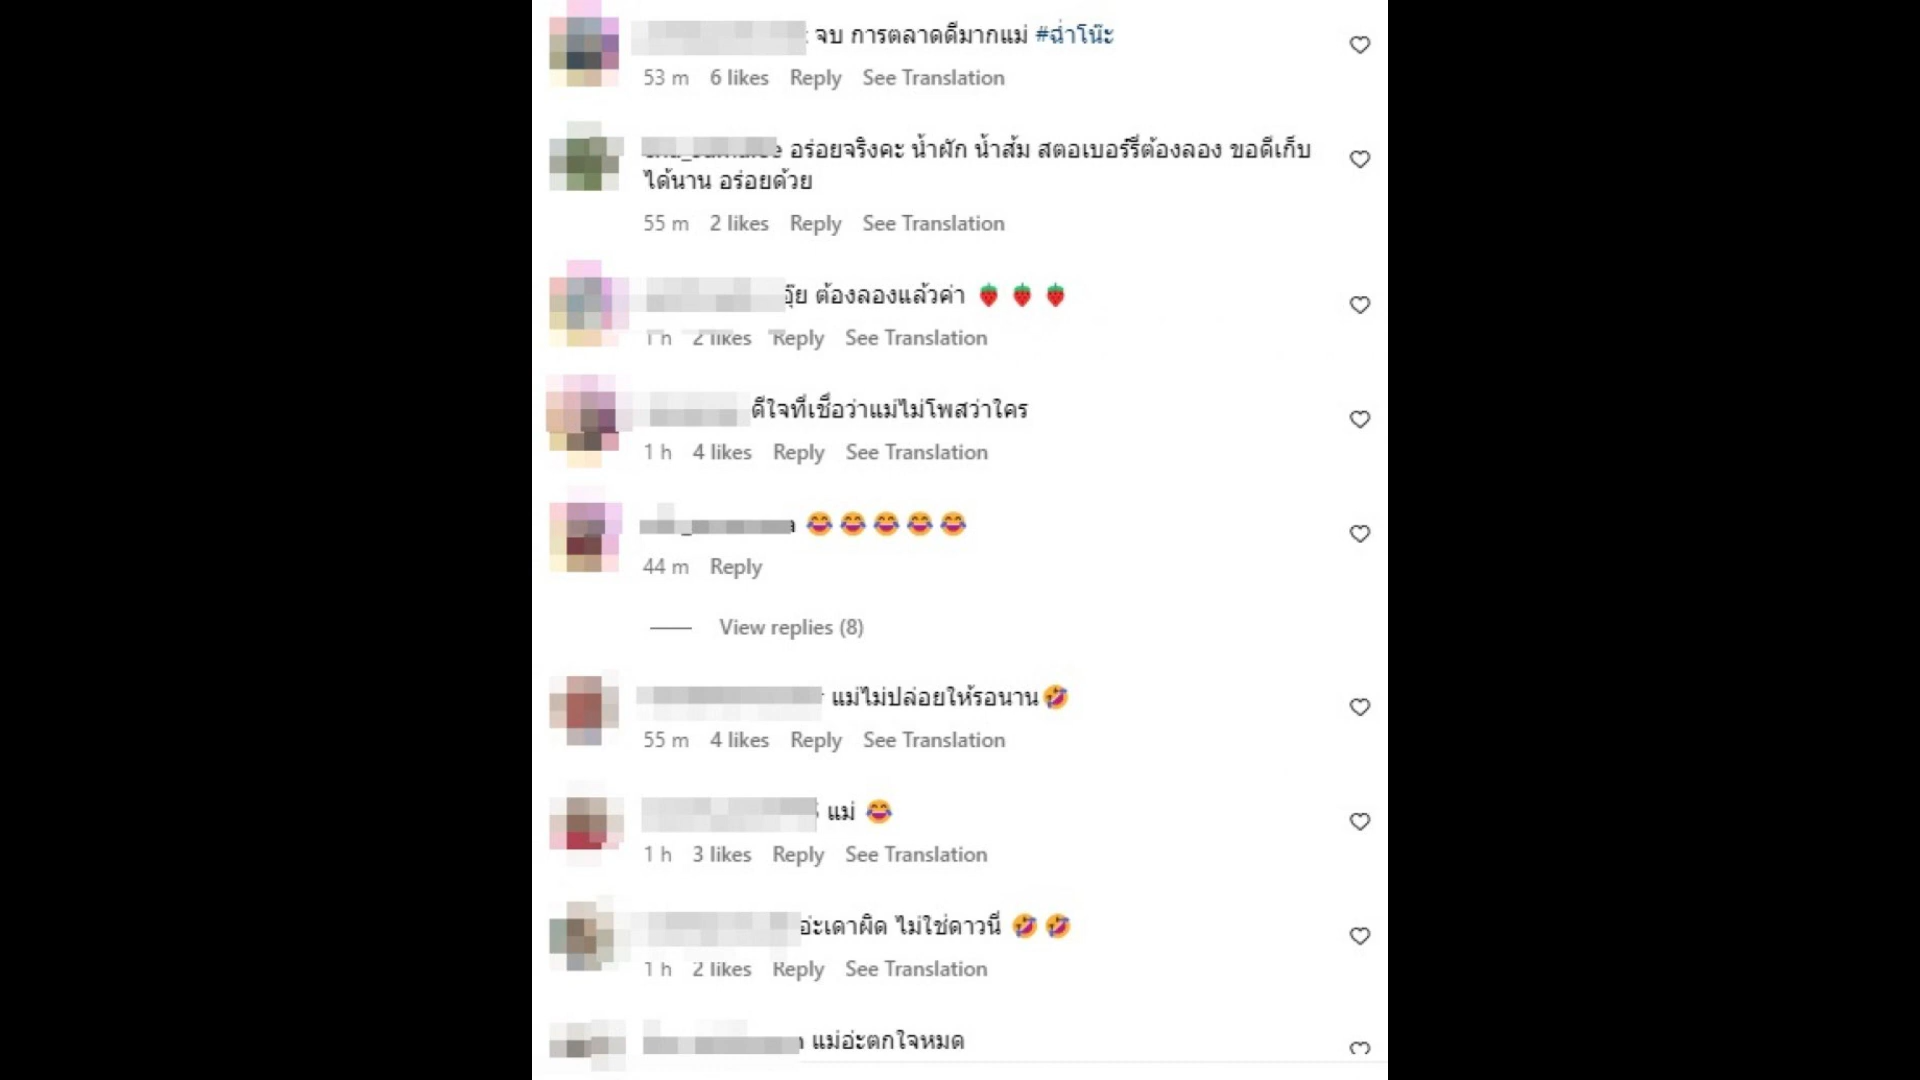 จบ การตลาดดีมากแม่ #ฉ่ำโน๊ะ
53 m 6 likes Reply See Translation
อร่อยจริงคะ น้ำผัก น้ำส้ม สตอเบอร์รี่ต้องลอง ขอดีเก็บ
ได้นาน อร่อยด้วย
55 m 2 likes Reply See Translation
อุ๊ย ต้องลองแล้วค่า 🍓 🍓 🍓
1 h 2 likes Reply See Translation
ดีใจที่เชื่อว่าแม่ไม่โพสว่าใคร
1 h 4 likes Reply See Translation
😂😂😂😂😂
44 m Reply
View replies (8)
แม่ไม่ปล่อยให้รอนาน🤣
55 m 4 likes Reply See Translation
แม่ 😂
1 h 3 likes Reply See Translation
อ่ะเดาผิด ไม่ใช่ดาวนี่ 🤣 🤣
1 h 2 likes Reply See Translation
แม่อ่ะตกใจหมด